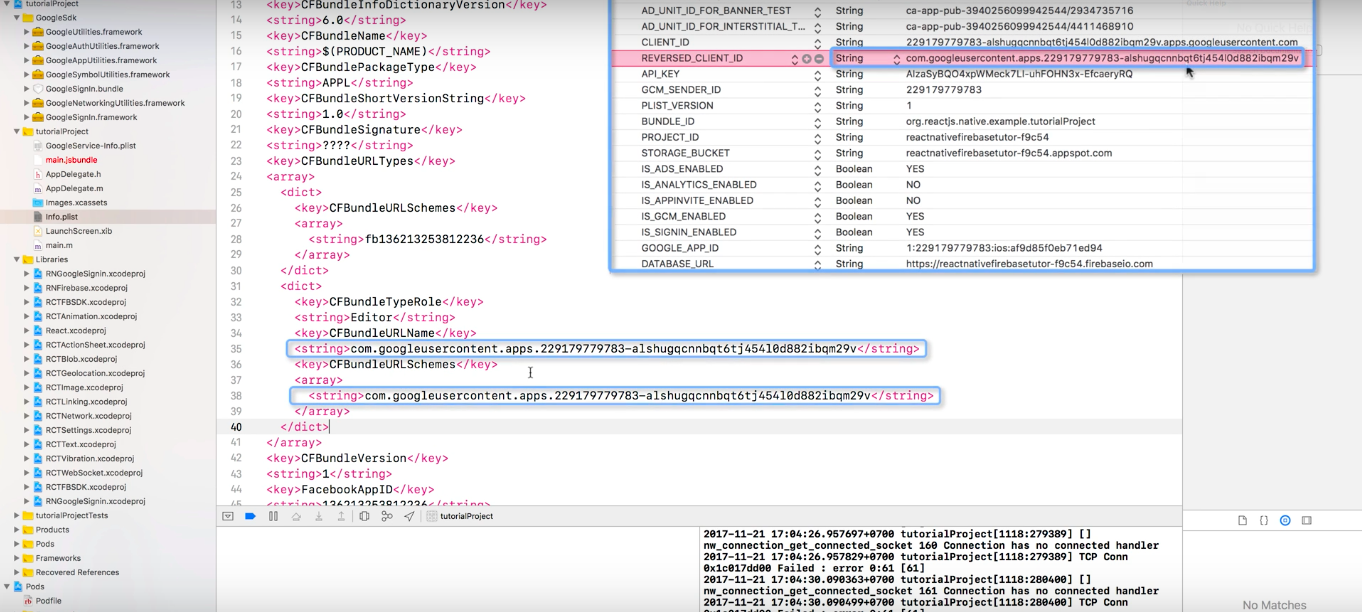 tutorialProject
GoogleSdk
GoogleUtilities.framework
GoogleAuthUtilities.framework
GoogleAppUtilities.framework
GoogleSymbolUtilities.framework
GoogleSignIn.bundle
GoogleNetworkingUtilities.framework
GoogleSignIn.framework
tutorialProject
GoogleService-Info.plist
main.jsbundle
AppDelegate.h
AppDelegate.m
Images.xcassets
Info.plist
LaunchScreen.xib
main.m
Libraries
RNGoogleSignin.xcodeproj
RNFirebase.xcodeproj
RCTFBSDK.xcodeproj
RCTAnimation.xcodeproj
React.xcodeproj
RCTActionSheet.xcodeproj
RCTBlob.xcodeproj
RCTGeolocation.xcodeproj
RCTImage.xcodeproj
RCTLinking.xcodeproj
RCTNetwork.xcodeproj
RCTSettings.xcodeproj
RCTText.xcodeproj
RCTVibration.xcodeproj
RCTWebSocket.xcodeproj
RCTFBSDK.xcodeproj
RNGoogleSignin.xcodeproj
tutorialProjectTests
Products
Pods
Frameworks
Recovered References
Pods
Podfile
13 <key>CFBundleInfoDictionaryVersion</key>
14 <string>6.0</string>
15 <key>CFBundleName</key>
16 <string>$(PRODUCT_NAME)</string>
17 <key>CFBundlePackageType</key>
18 <string>APPL</string>
19 <key>CFBundleShortVersionString</key>
20 <string>1.0</string>
21 <key>CFBundleSignature</key>
22 <string>????</string>
23 <key>CFBundleURLTypes</key>
24 <array>
25 <dict>
26 <key>CFBundleURLSchemes</key>
27 <array>
28 <string>fb136213253812236</string>
29 </array>
30 </dict>
31 <dict>
32 <key>CFBundleTypeRole</key>
33 <string>Editor</string>
34 <key>CFBundleURLName</key>
35 <string>com.googleusercontent.apps.229179779783-alshugqcnnbqt6tj454l0d882ibqm29v</string>
36 <key>CFBundleURLSchemes</key>
37 <array>
38 <string>com.googleusercontent.apps.229179779783-alshugqcnnbqt6tj454l0d882ibqm29v</string>
39 </array>
40 </dict>
41 </array>
42 <key>CFBundleVersion</key>
43 <string>1</string>
44 <key>FacebookAppID</key>
45 <string>136213253812236</string>
AD_UNIT_ID_FOR_BANNER_TEST String ca-app-pub-3940256099942544/2934735716
AD_UNIT_ID_FOR_INTERSTITIAL_T... String ca-app-pub-3940256099942544/4411468910
CLIENT_ID String 229179779783-alshugqcnnbqt6tj454l0d882ibqm29v.apps.googleusercontent.com
REVERSED_CLIENT_ID String com.googleusercontent.apps.229179779783-alshugqcnnbqt6tj454l0d882ibqm29v
API_KEY String AIzaSyBQO4xpWMeck7LI-uhFOHN3x-EfcaeryRQ
GCM_SENDER_ID String 229179779783
PLIST_VERSION String 1
BUNDLE_ID String org.reactjs.native.example.tutorialProject
PROJECT_ID String reactnativefirebasetutor-f9c54
STORAGE_BUCKET String reactnativefirebasetutor-f9c54.appspot.com
IS_ADS_ENABLED Boolean YES
IS_ANALYTICS_ENABLED Boolean NO
IS_APPINVITE_ENABLED Boolean NO
IS_GCM_ENABLED Boolean YES
IS_SIGNIN_ENABLED Boolean YES
GOOGLE_APP_ID String 1:229179779783:ios:af9d85f0eb71ed94
DATABASE_URL String https://reactnativefirebasetutor-f9c54.firebaseio.com
tutorialProject
2017-11-21 17:04:26.957697+0700 tutorialProject[1118:279389] []
nw_connection_get_connected_socket 160 Connection has no connected handler
2017-11-21 17:04:26.957829+0700 tutorialProject[1118:279389] TCP Conn
0x1c017dd00 Failed : error 0:61 [61]
2017-11-21 17:04:30.090363+0700 tutorialProject[1118:280400] []
nw_connection_get_connected_socket 161 Connection has no connected handler
2017-11-21 17:04:30.090499+0700 tutorialProject[1118:280400] TCP Conn
No Matches